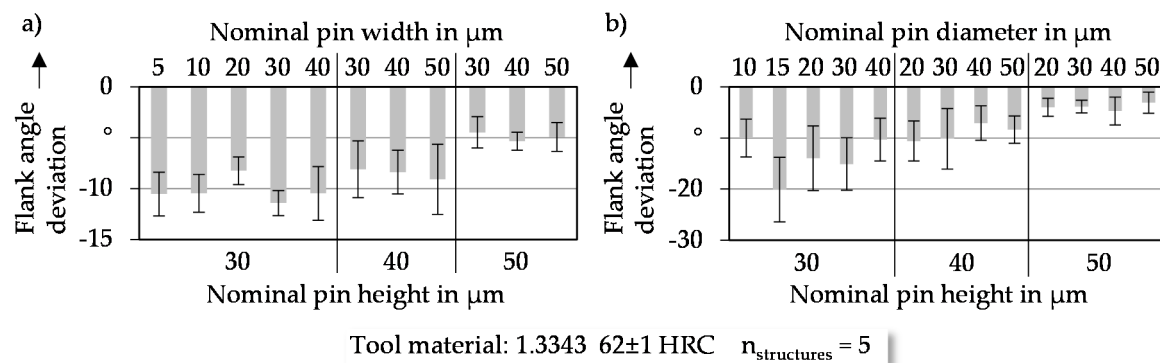 a)
Nominal pin width in µm
5 10 20 30 40 30 40 50 30 40 50
Flank angle deviation
0
°
-10
-15
30 40 50
Nominal pin height in µm
b)
Nominal pin diameter in µm
10 15 20 30 40 20 30 40 50 20 30 40 50
Flank angle deviation
0
°
-20
-30
30 40 50
Nominal pin height in µm
Tool material: 1.3343 62±1 HRC n_structures = 5